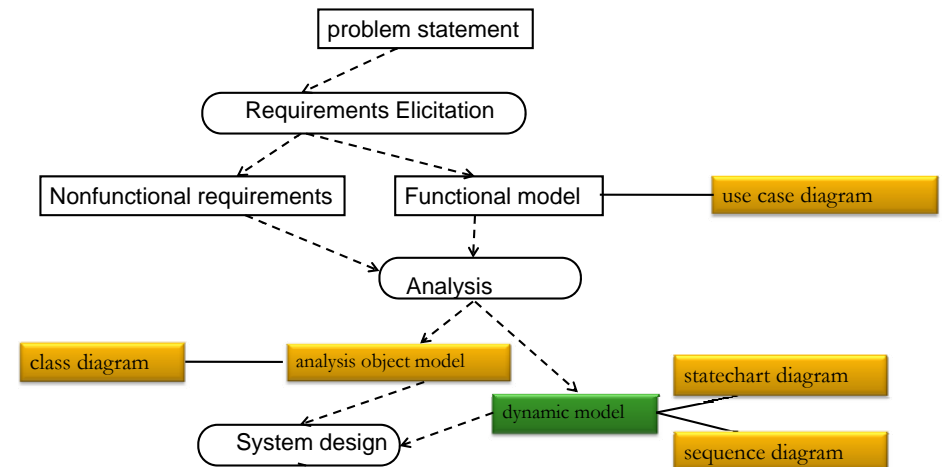 problem statement
Requirements Elicitation
Nonfunctional requirements
Functional model
use case diagram
Analysis
class diagram
analysis object model
statechart diagram
dynamic model
System design
sequence diagram